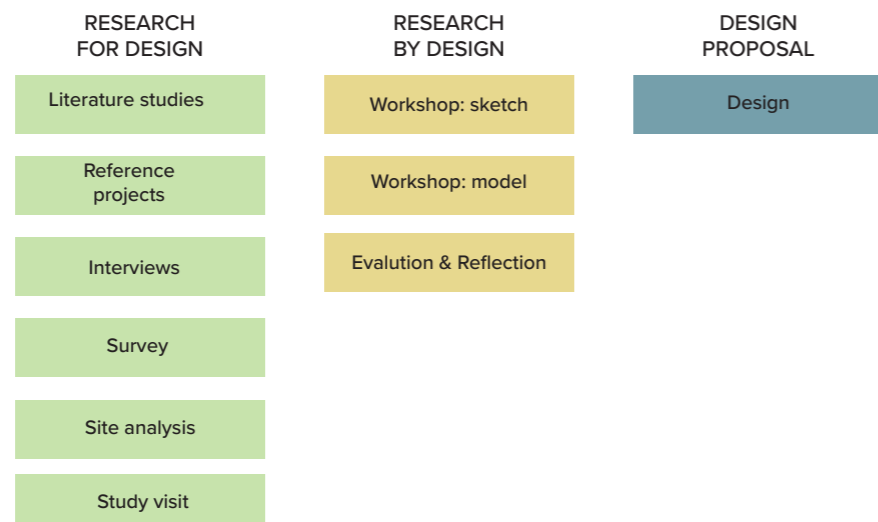 RESEARCH
FOR DESIGN
Literature studies
Reference
projects
Interviews
Survey
Site analysis
Study visit
RESEARCH
BY DESIGN
Workshop: sketch
Workshop: model
Evalution & Reflection
DESIGN
PROPOSAL
Design